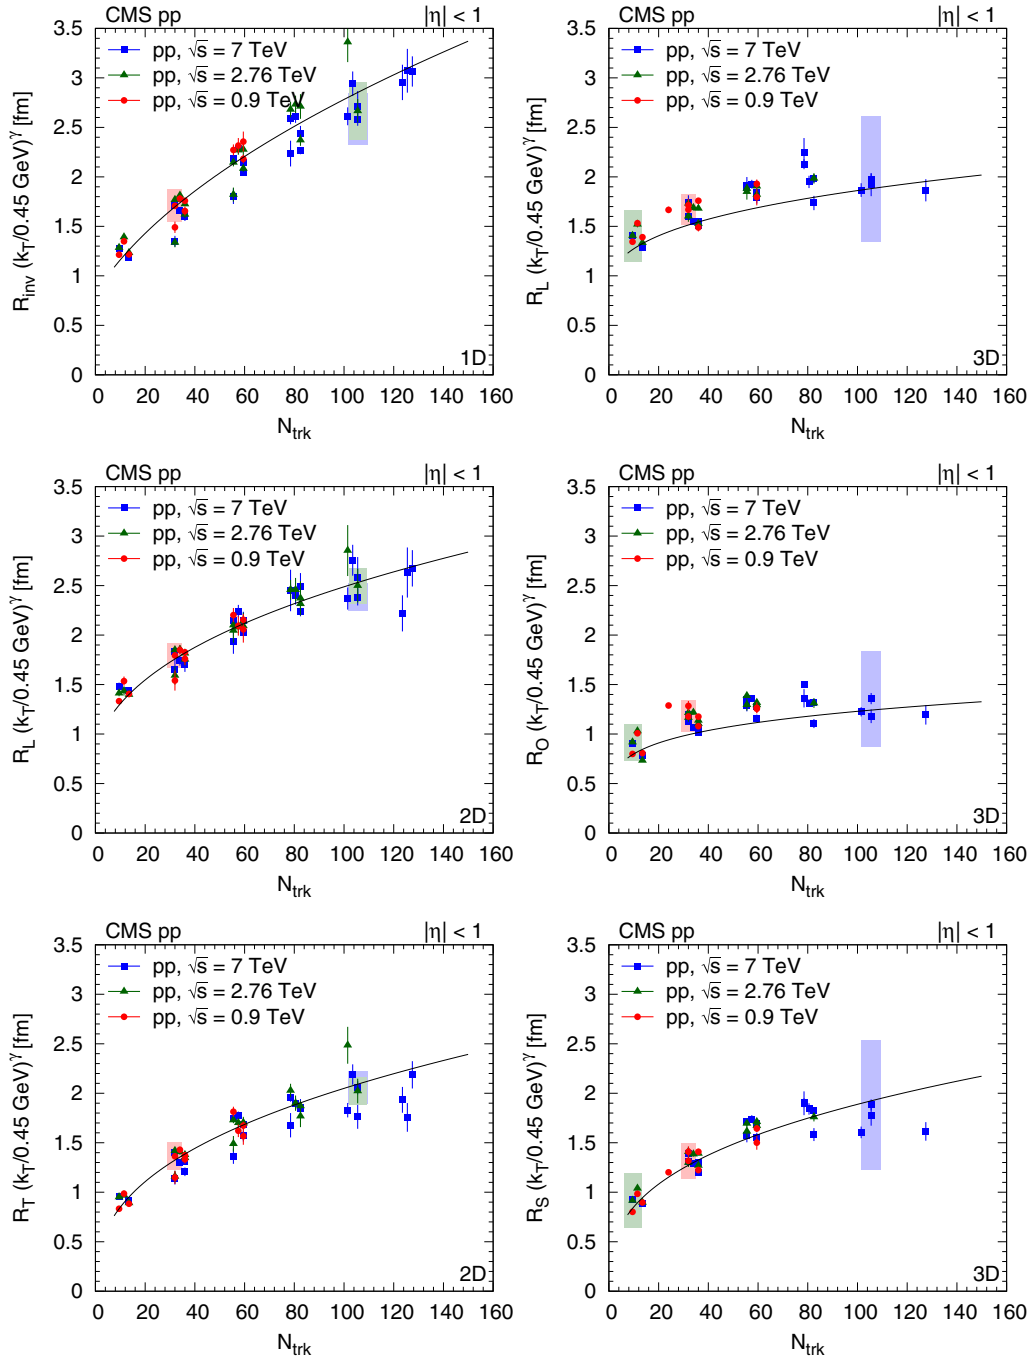 CMS pp |η| < 1
pp, √s = 7 TeV
pp, √s = 2.76 TeV
pp, √s = 0.9 TeV
R_inv (k_T/0.45 GeV)^γ [fm]
3.5
3
2.5
2
1.5
1
0.5
0
1D
0 20 40 60 80 100 120 140 160
N_trk
CMS pp |η| < 1
pp, √s = 7 TeV
pp, √s = 2.76 TeV
pp, √s = 0.9 TeV
R_L (k_T/0.45 GeV)^γ [fm]
3.5
3
2.5
2
1.5
1
0.5
0
3D
0 20 40 60 80 100 120 140 160
N_trk
CMS pp |η| < 1
pp, √s = 7 TeV
pp, √s = 2.76 TeV
pp, √s = 0.9 TeV
R_L (k_T/0.45 GeV)^γ [fm]
3.5
3
2.5
2
1.5
1
0.5
0
2D
0 20 40 60 80 100 120 140 160
N_trk
CMS pp |η| < 1
pp, √s = 7 TeV
pp, √s = 2.76 TeV
pp, √s = 0.9 TeV
R_O (k_T/0.45 GeV)^γ [fm]
3.5
3
2.5
2
1.5
1
0.5
0
3D
0 20 40 60 80 100 120 140 160
N_trk
CMS pp |η| < 1
pp, √s = 7 TeV
pp, √s = 2.76 TeV
pp, √s = 0.9 TeV
R_T (k_T/0.45 GeV)^γ [fm]
3.5
3
2.5
2
1.5
1
0.5
0
2D
0 20 40 60 80 100 120 140 160
N_trk
CMS pp |η| < 1
pp, √s = 7 TeV
pp, √s = 2.76 TeV
pp, √s = 0.9 TeV
R_S (k_T/0.45 GeV)^γ [fm]
3.5
3
2.5
2
1.5
1
0.5
0
3D
0 20 40 60 80 100 120 140 160
N_trk